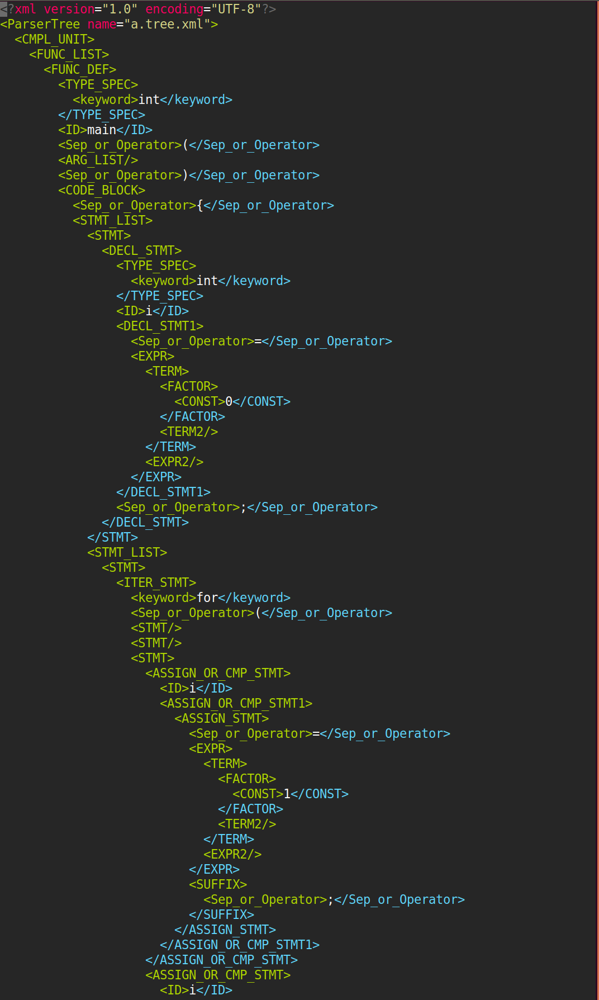 <?xml version="1.0" encoding="UTF-8"?>
<ParserTree name="a.tree.xml">
  <CMPL_UNIT>
    <FUNC_LIST>
      <FUNC_DEF>
        <TYPE_SPEC>
          <keyword>int</keyword>
        </TYPE_SPEC>
        <ID>main</ID>
        <Sep_or_Operator>(</Sep_or_Operator>
        <ARG_LIST/>
        <Sep_or_Operator>)</Sep_or_Operator>
        <CODE_BLOCK>
          <Sep_or_Operator>{</Sep_or_Operator>
          <STMT_LIST>
            <STMT>
              <DECL_STMT>
                <TYPE_SPEC>
                  <keyword>int</keyword>
                </TYPE_SPEC>
                <ID>i</ID>
                <DECL_STMT1>
                  <Sep_or_Operator>=</Sep_or_Operator>
                  <EXPR>
                    <TERM>
                      <FACTOR>
                        <CONST>0</CONST>
                      </FACTOR>
                      <TERM2/>
                    </TERM>
                    <EXPR2/>
                  </EXPR>
                </DECL_STMT1>
                <Sep_or_Operator>;</Sep_or_Operator>
              </DECL_STMT>
            </STMT>
            <STMT_LIST>
              <STMT>
                <ITER_STMT>
                  <keyword>for</keyword>
                  <Sep_or_Operator>(</Sep_or_Operator>
                  <STMT/>
                  <STMT/>
                  <STMT>
                    <ASSIGN_OR_CMP_STMT>
                      <ID>i</ID>
                      <ASSIGN_OR_CMP_STMT1>
                        <ASSIGN_STMT>
                          <Sep_or_Operator>=</Sep_or_Operator>
                          <EXPR>
                            <TERM>
                              <FACTOR>
                                <CONST>1</CONST>
                              </FACTOR>
                              <TERM2/>
                            </TERM>
                            <EXPR2/>
                          </EXPR>
                          <SUFFIX>
                            <Sep_or_Operator>;</Sep_or_Operator>
                          </SUFFIX>
                        </ASSIGN_STMT>
                      </ASSIGN_OR_CMP_STMT1>
                    </ASSIGN_OR_CMP_STMT>
                    <ASSIGN_OR_CMP_STMT>
                      <ID>i</ID>